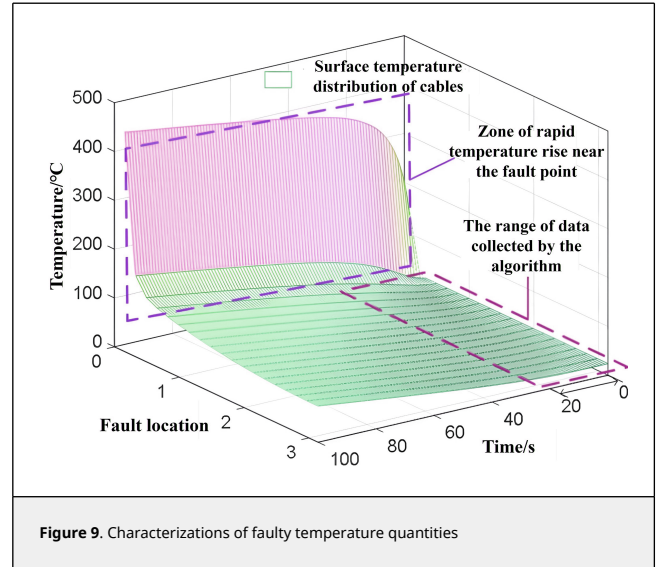 Surface temperature
distribution of cables
Zone of rapid
temperature rise near
the fault point
The range of data
collected by the
algorithm
Temperature/°C
500
400
300
200
100
0
0
1
2
3
Fault location
100
80
60
40
20
0
Time/s
Figure 9. Characterizations of faulty temperature quantities